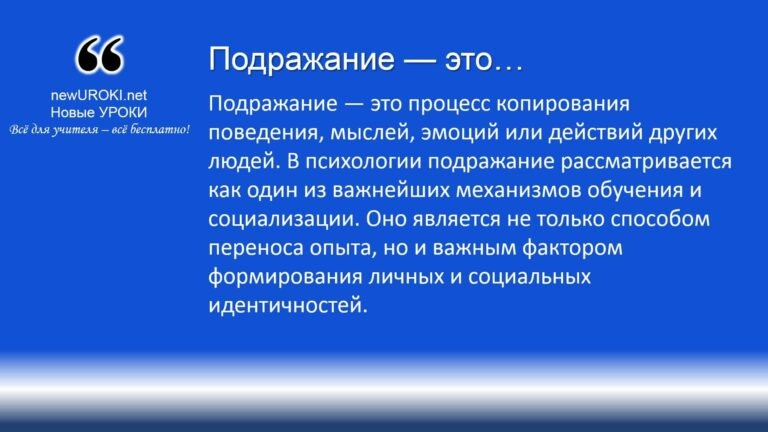 ❝
newUROKI.net
Новые УРОКИ
Всё для учителя – всё бесплатно!
Подражание — это…
Подражание — это процесс копирования
поведения, мыслей, эмоций или действий других
людей. В психологии подражание рассматривается
как один из важнейших механизмов обучения и
социализации. Оно является не только способом
переноса опыта, но и важным фактором
формирования личных и социальных
идентичностей.